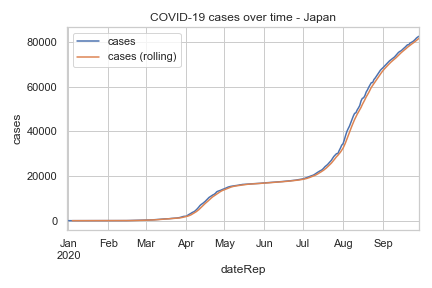 COVID-19 cases over time - Japan
cases
cases (rolling)
80000
60000
40000
20000
0
cases
Jan
2020
Feb
Mar
Apr
May
Jun
Jul
Aug
Sep
dateRep